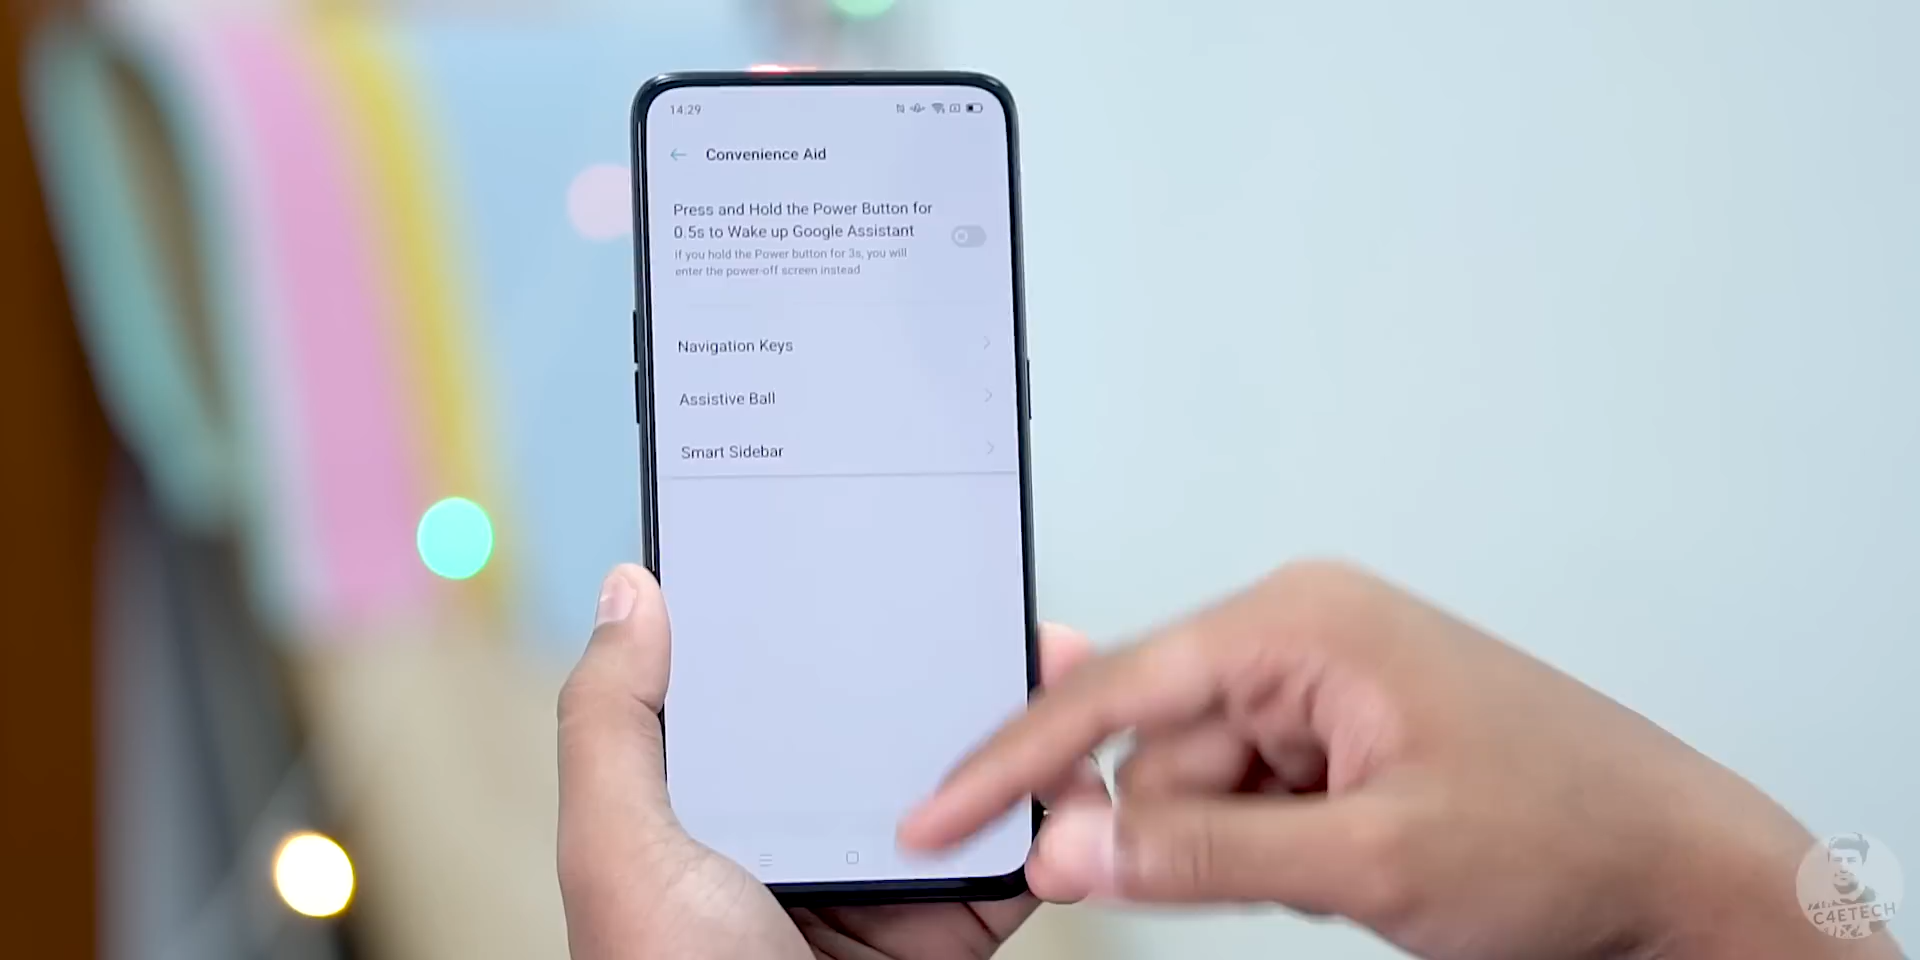 14:29
Convenience Aid
Press and Hold the Power Button for
0.5s to Wake up Google Assistant
If you hold the Power button for 3s, you will
enter the power-off screen instead
Navigation Keys
Assistive Ball
Smart Sidebar
C4ETECH